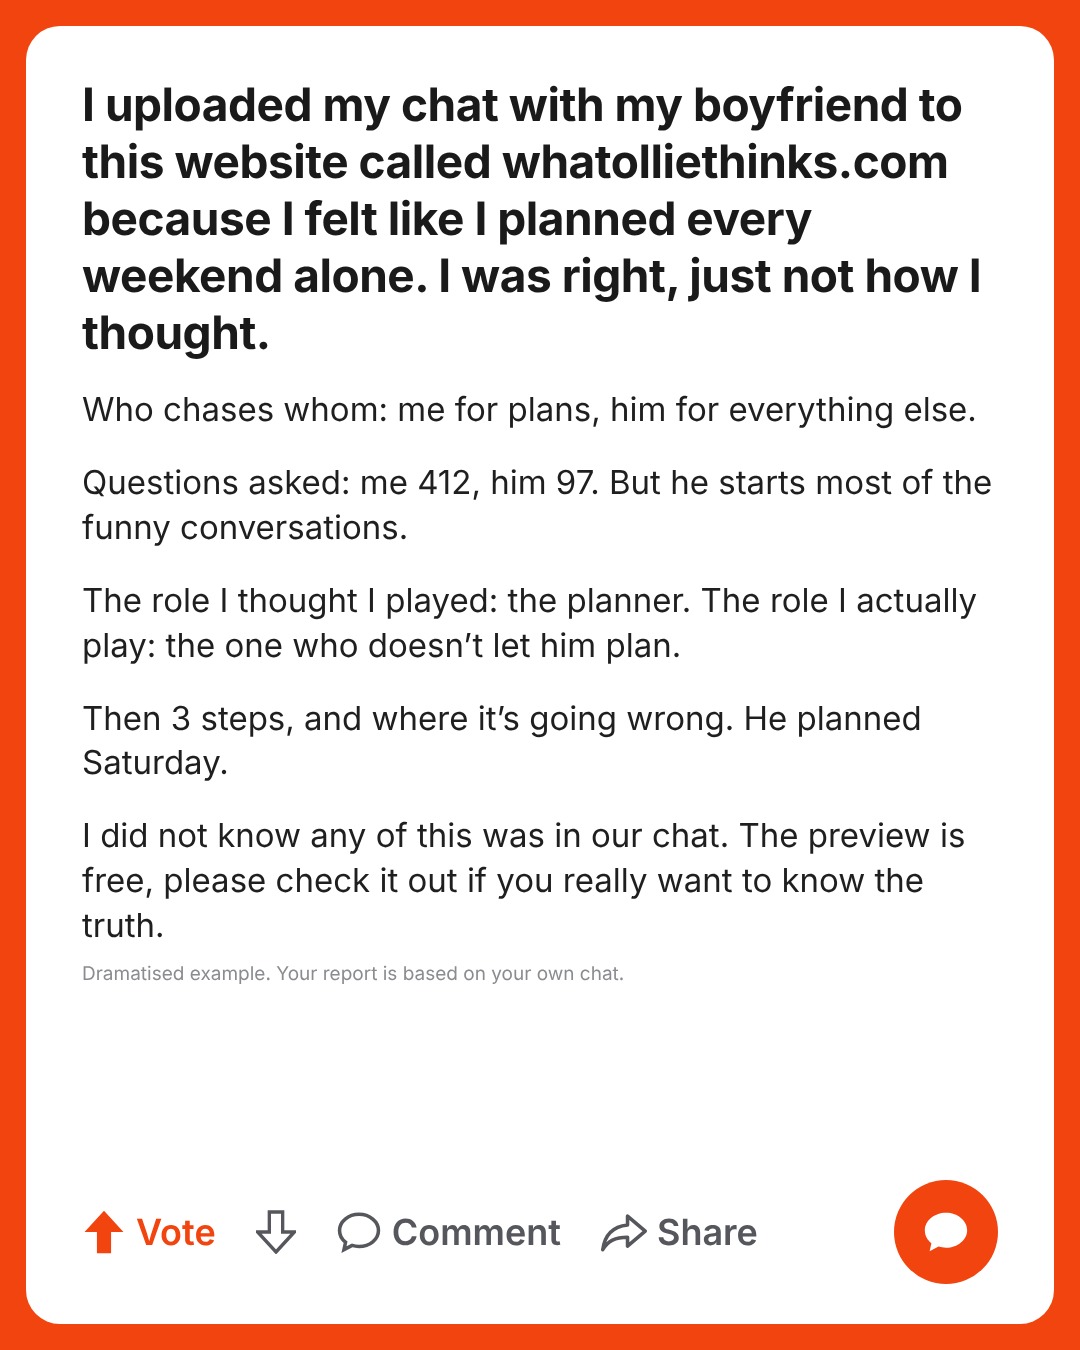 I uploaded my chat with my boyfriend to
this website called whatolliethinks.com
because I felt like I planned every
weekend alone. I was right, just not how I
thought.
Who chases whom: me for plans, him for everything else.
Questions asked: me 412, him 97. But he starts most of the
funny conversations.
The role I thought I played: the planner. The role I actually
play: the one who doesn’t let him plan.
Then 3 steps, and where it’s going wrong. He planned
Saturday.
I did not know any of this was in our chat. The preview is
free, please check it out if you really want to know the
truth.
Dramatised example. Your report is based on your own chat.
Vote Comment Share